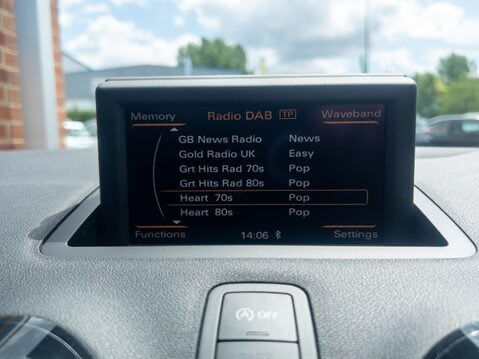 Memory Radio DAB TP Waveband
GB News Radio News
Gold Radio UK Easy
Grt Hits Rad 70s Pop
Grt Hits Rad 80s Pop
Heart 70s Pop
Heart 80s Pop
Functions 14:06 Settings
A OFF